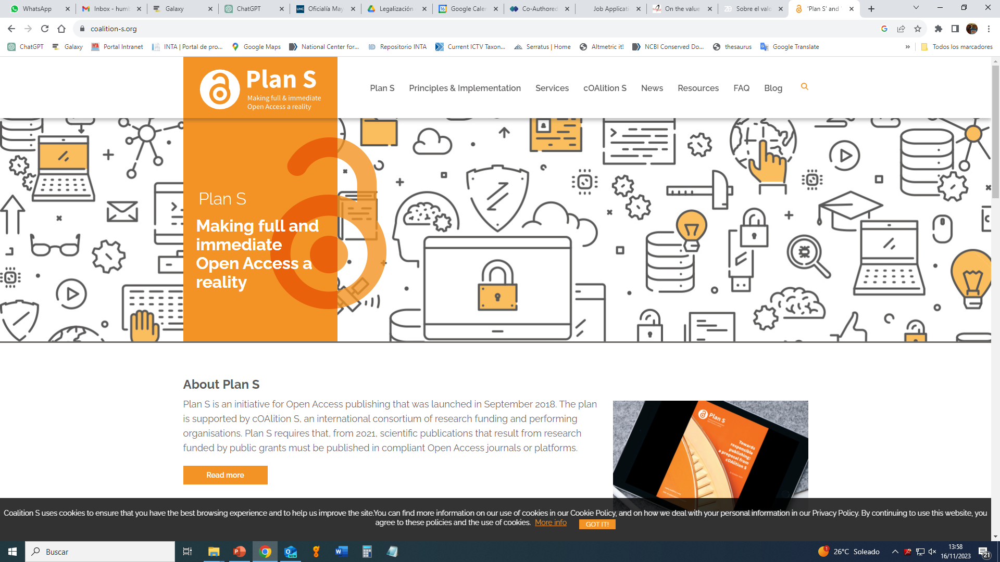 WhatsApp
Inbox - humb
Galaxy
ChatGPT
Oficialía May
Legalización
Google Caler
Co-Authored
Job Applicati
On the value
Sobre el valo
'Plan S' and '
coalition-s.org
ChatGPT
Galaxy
Portal Intranet
INTA | Portal de pro...
Google Maps
National Center for...
Repositorio INTA
Current ICTV Taxon...
Serratus | Home
Altmetric it!
NCBI Conserved Do...
thesaurus
Google Translate
»
Todos los marcadores
Plan S
Making full & immediate
Open Access a reality
Plan S
Principles & Implementation
Services
cOAlition S
News
Resources
FAQ
Blog
Plan S
Making full and
immediate
Open Access a
reality
About Plan S
Plan S is an initiative for Open Access publishing that was launched in September 2018. The plan
is supported by cOAlition S, an international consortium of research funding and performing
organisations. Plan S requires that, from 2021, scientific publications that result from research
funded by public grants must be published in compliant Open Access journals or platforms.
Read more
Plan S
Towards
responsible
publishing:
a proposal from
cOAlition S
Coalition S uses cookies to ensure that you have the best browsing experience and to help us improve the site.You can find more information on our use of cookies in our Cookie Policy, and on how we deal with your personal information in our Privacy Policy. By continuing to use this website, you
agree to these policies and the use of cookies. More info GOT IT!
Buscar
26°C Soleado
13:58
16/11/2023
21